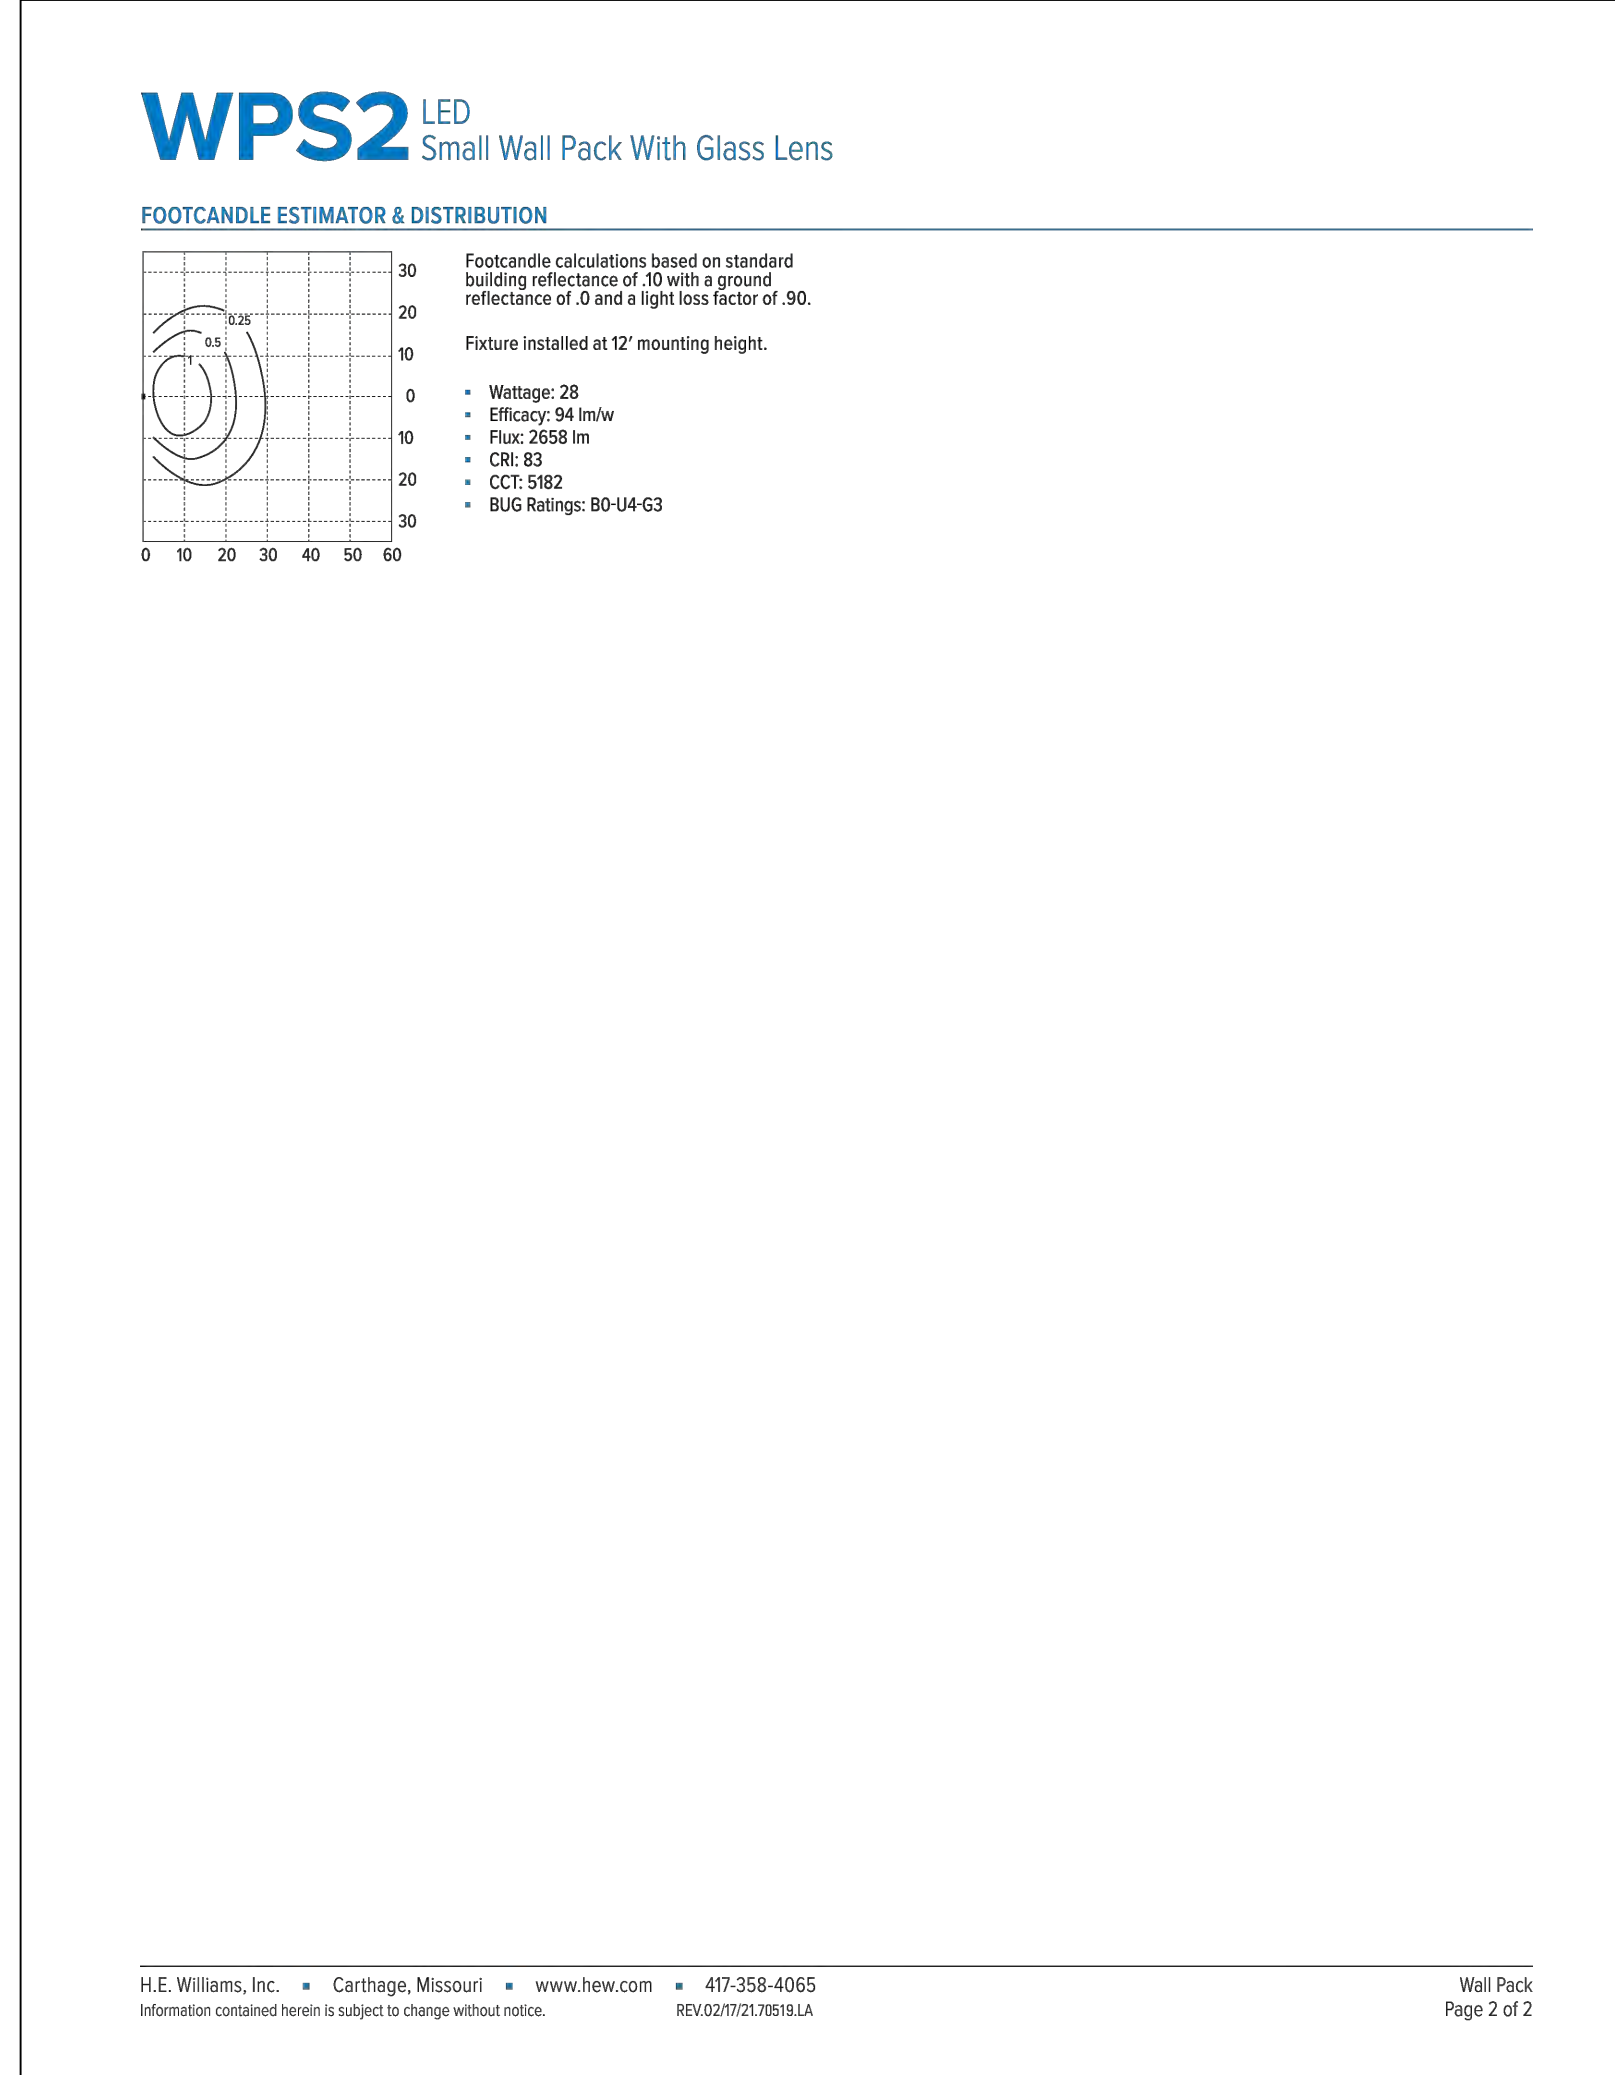 WPS2 LED
Small Wall Pack With Glass Lens
FOOTCANDLE ESTIMATOR & DISTRIBUTION
30
20
10
0
10
20
30
0.25
0.5
1
0 10 20 30 40 50 60
Footcandle calculations based on standard
building reflectance of .10 with a ground
reflectance of .0 and a light loss factor of .90.
Fixture installed at 12′ mounting height.
▪ Wattage: 28
▪ Efficacy: 94 lm/w
▪ Flux: 2658 lm
▪ CRI: 83
▪ CCT: 5182
▪ BUG Ratings: B0-U4-G3
H.E. Williams, Inc. ▪ Carthage, Missouri ▪ www.hew.com ▪ 417-358-4065
Information contained herein is subject to change without notice. REV.02/17/21.70519.LA
Wall Pack
Page 2 of 2